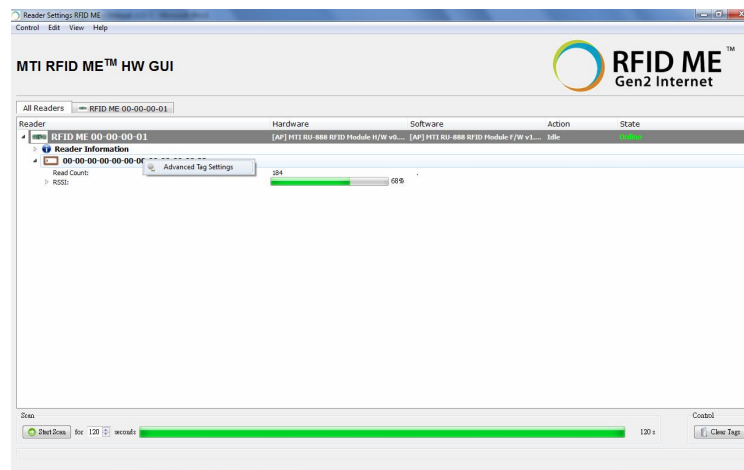 Reader Settings RFID ME
Control Edit View Help
MTI RFID ME™ HW GUI
RFID ME™
Gen2 Internet
All Readers RFID ME 00-00-00-01
Reader Hardware Software Action State
RFID ME 00-00-00-01 [AP] MTI RU-888 RFID Module H/W v0.... [AP] MTI RU-888 RFID Module F/W v1.... Idle Online
Reader Information
00-00-00-00-00-00
Advanced Tag Settings
Read Count: 184
RSSI: 68%
Scan Control
Start Scan for 120 seconds 120 s Clear Tags